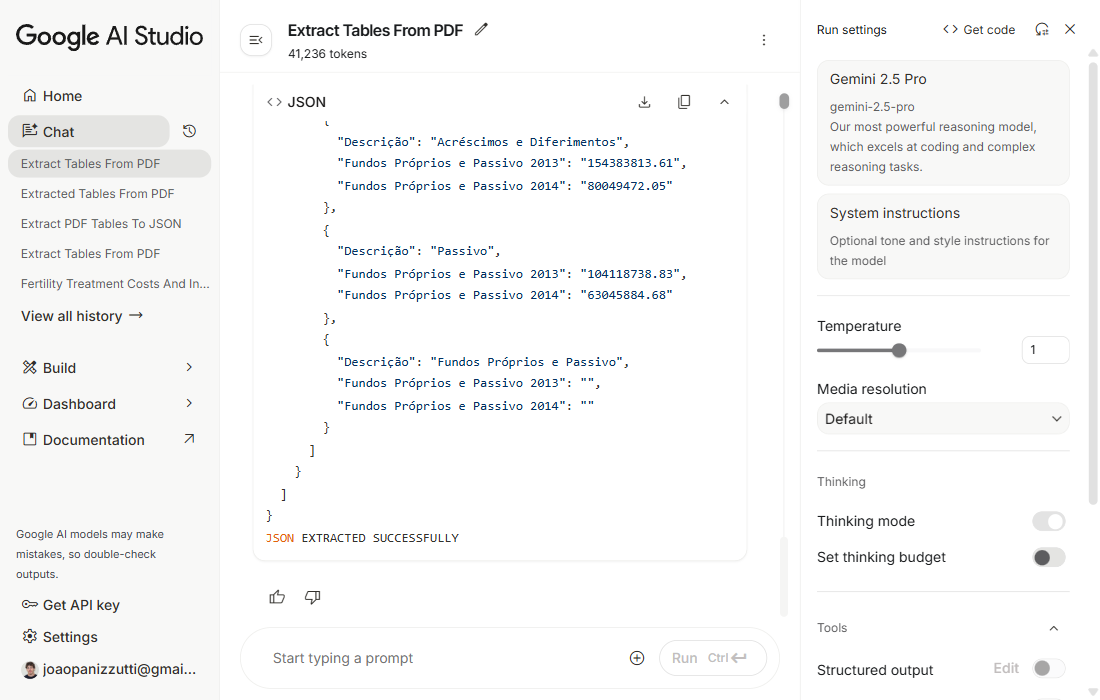 Google AI Studio
Home
Chat
Extract Tables From PDF
Extracted Tables From PDF
Extract PDF Tables To JSON
Extract Tables From PDF
Fertility Treatment Costs And In...
View all history →
Build
Dashboard
Documentation
Google AI models may make
mistakes, so double-check
outputs.
Get API key
Settings
joaopanizzutti@gmai...
Extract Tables From PDF
41,236 tokens
<> JSON
{
"Descrição": "Acréscimos e Diferimentos",
"Fundos Próprios e Passivo 2013": "154383813.61",
"Fundos Próprios e Passivo 2014": "80049472.05"
},
{
"Descrição": "Passivo",
"Fundos Próprios e Passivo 2013": "104118738.83",
"Fundos Próprios e Passivo 2014": "63045884.68"
},
{
"Descrição": "Fundos Próprios e Passivo",
"Fundos Próprios e Passivo 2013": "",
"Fundos Próprios e Passivo 2014": ""
}
]
}
]
}
JSON EXTRACTED SUCCESSFULLY
Start typing a prompt
Run Ctrl
Run settings
<> Get code
Gemini 2.5 Pro
gemini-2.5-pro
Our most powerful reasoning model,
which excels at coding and complex
reasoning tasks.
System instructions
Optional tone and style instructions for
the model
Temperature
1
Media resolution
Default
Thinking
Thinking mode
Set thinking budget
Tools
Structured output Edit